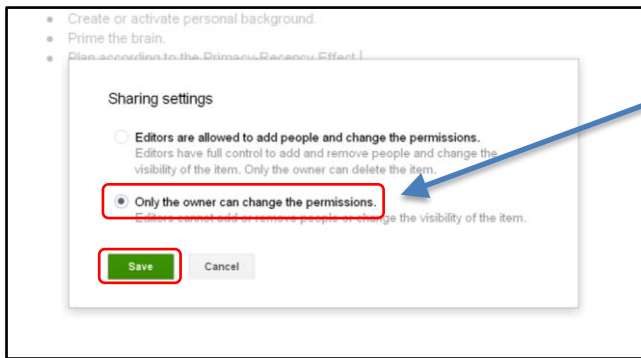 Create or activate personal background.
Prime the brain.
Plan according to the Primacy-Recency Effect
Sharing settings
Editors are allowed to add people and change the permissions.
Editors have full control to add and remove people and change the
visibility of the item. Only the owner can delete the item.
Only the owner can change the permissions.
Editors cannot add or remove people or change the visibility of the item.
Save Cancel